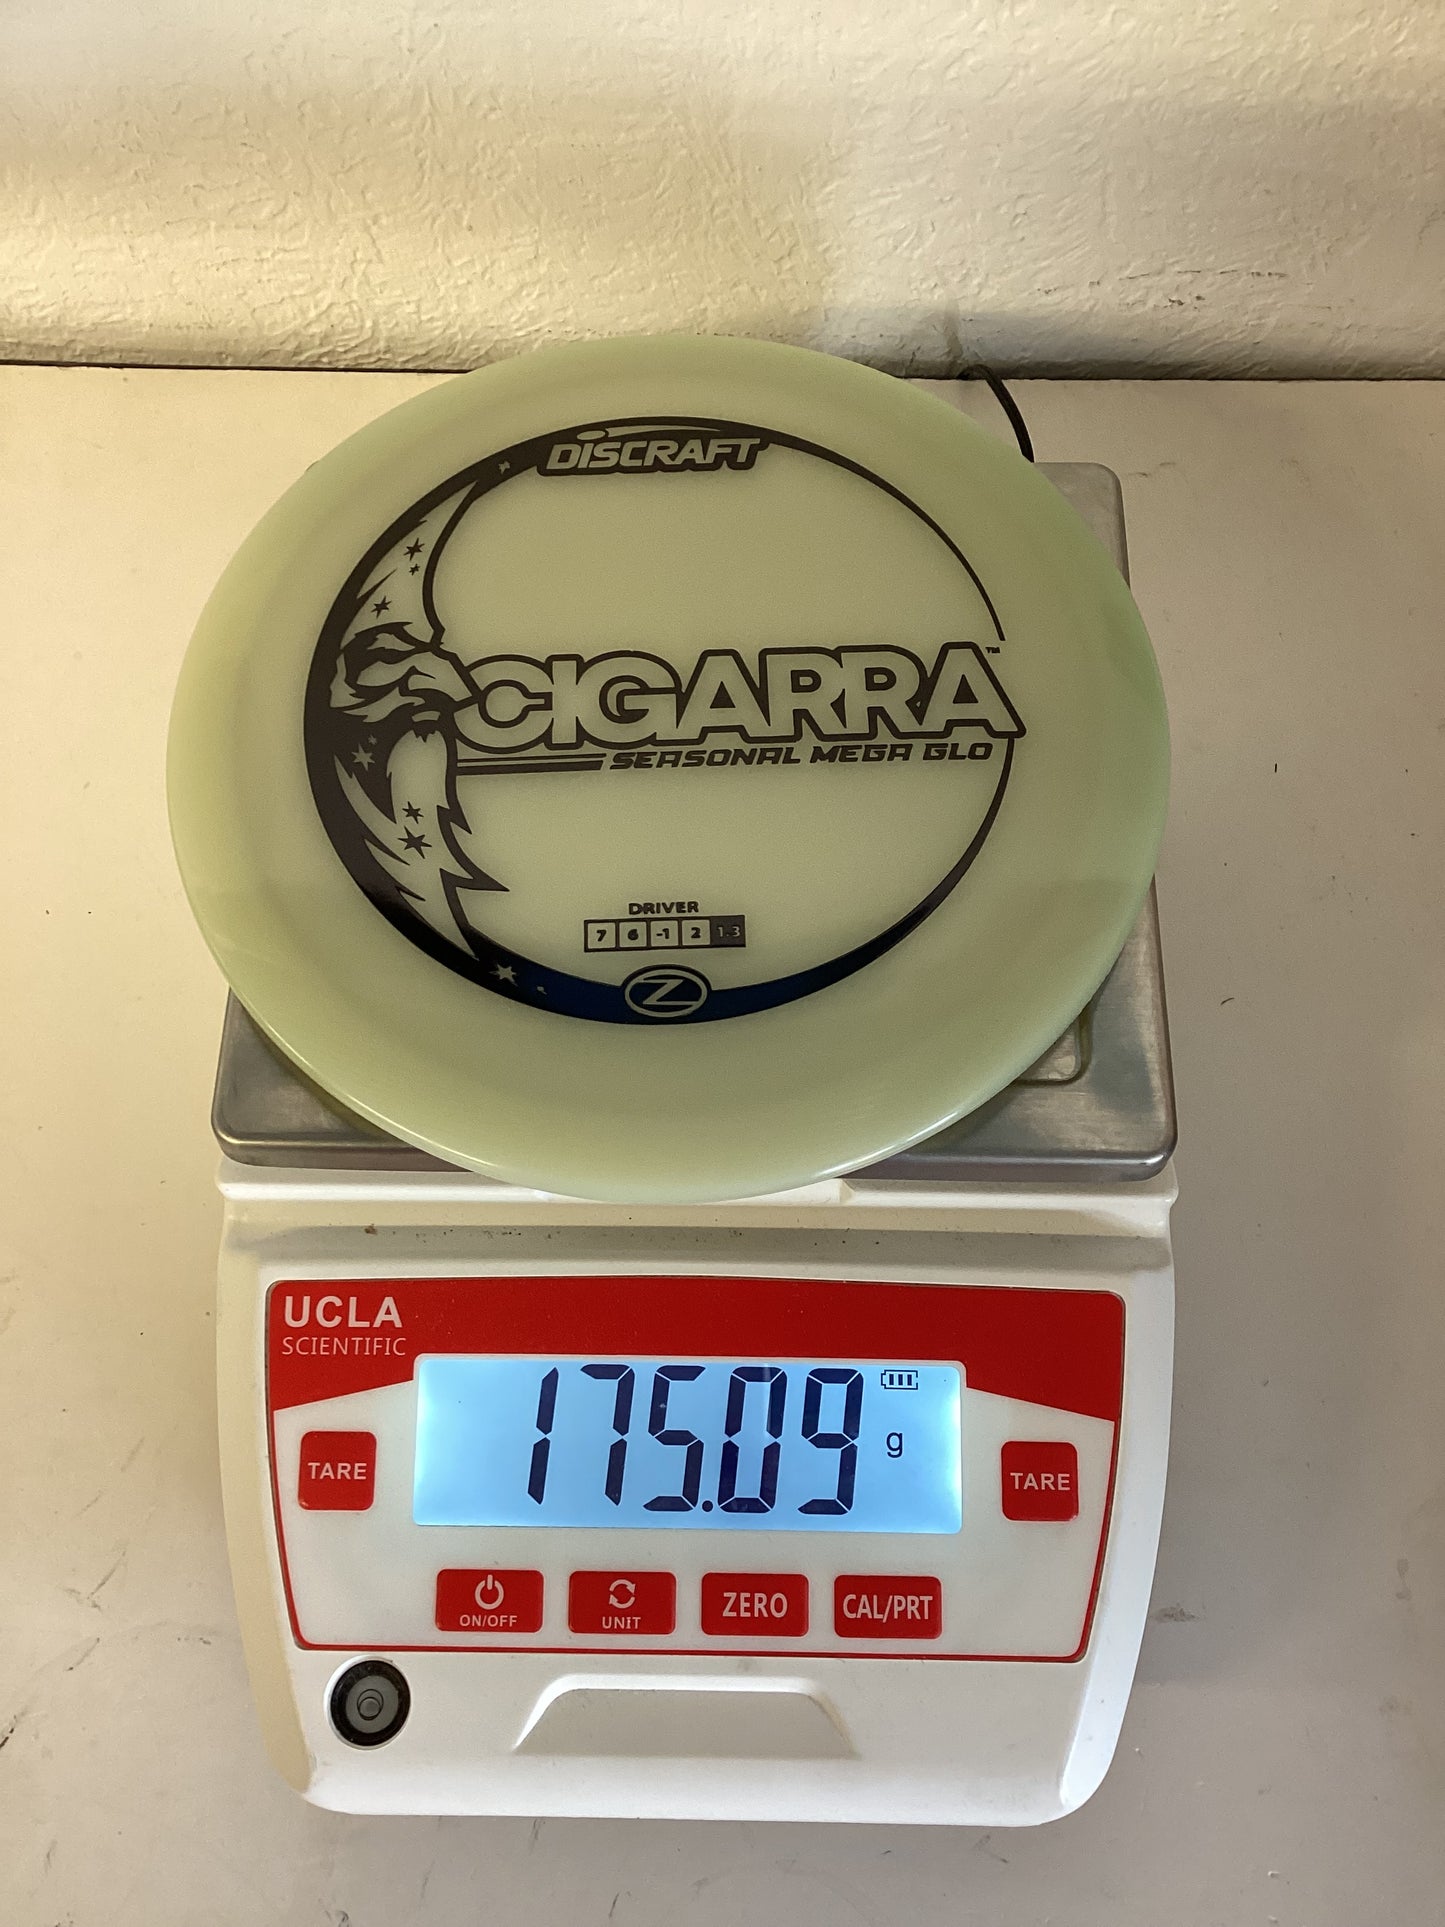 DISCRAFT
CIGARRA™
SEASONAL MEGA GLO
DRIVER
7 6 -1 2 1.3
Z
UCLA
SCIENTIFIC
175.09 g
TARE
TARE
ON/OFF
UNIT
ZERO
CAL/PRT